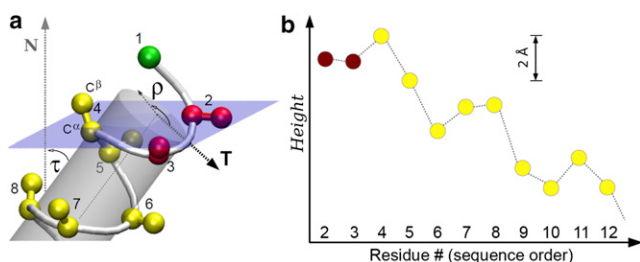 a
N
1
C^β
4
ρ
2
C^α
T
τ
5
3
8
7
6
b
2 Å
Height
2 3 4 5 6 7 8 9 10 11 12
Residue # (sequence order)